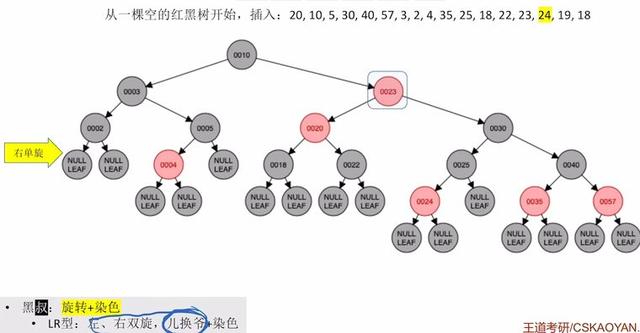 从一棵空的红黑树开始，插入：20, 10, 5, 30, 40, 57, 3, 2, 4, 35, 25, 18, 22, 23, 24, 19, 18
0010
0003 0023
0002 0005 0020 0030
右单旋
NULL LEAF NULL LEAF 0004 NULL LEAF 0018 0022 0025 0040
NULL LEAF NULL LEAF NULL LEAF NULL LEAF NULL LEAF NULL LEAF 0024 NULL LEAF 0035 0057
NULL LEAF NULL LEAF NULL LEAF NULL LEAF NULL LEAF NULL LEAF
• 黑叔：旋转+染色
• LR型：左、右双旋，儿换爷+染色
王道考研/CSKAOYAN